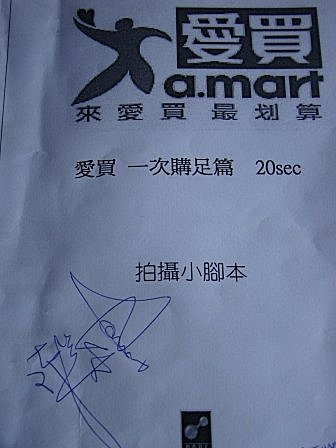 愛買
a.mart
來愛買 最划算
愛買 一次購足篇 20sec
拍攝小腳本